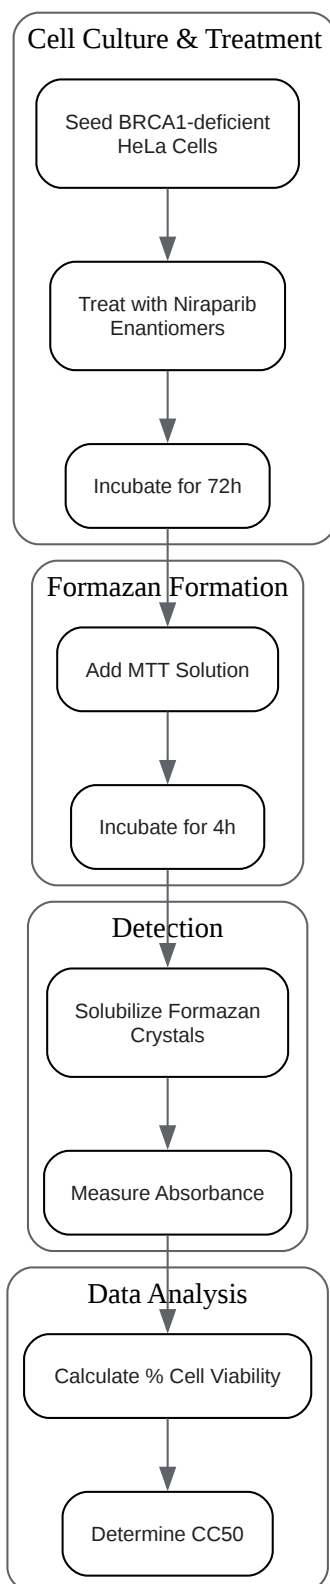 Cell Culture & Treatment
Seed BRCA1-deficient
HeLa Cells
Treat with Niraparib
Enantiomers
Incubate for 72h
Formazan Formation
Add MTT Solution
Incubate for 4h
Detection
Solubilize Formazan
Crystals
Measure Absorbance
Data Analysis
Calculate % Cell Viability
Determine CC50